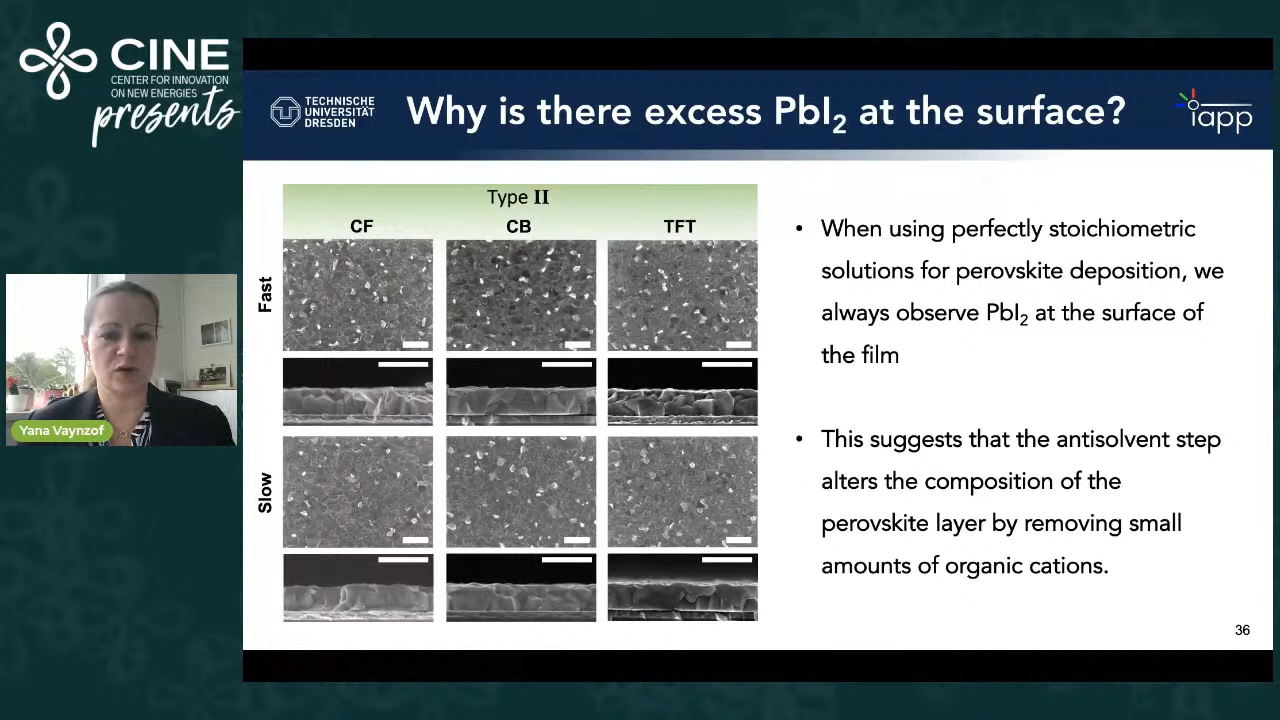 CINE
CENTER FOR INNOVATION
ON NEW ENERGIES
presents
TECHNISCHE
UNIVERSITÄT
DRESDEN
Why is there excess PbI2 at the surface?
iapp
Type II
CF CB TFT
Fast
Slow
• When using perfectly stoichiometric
solutions for perovskite deposition, we
always observe PbI2 at the surface of
the film
• This suggests that the antisolvent step
alters the composition of the
perovskite layer by removing small
amounts of organic cations.
Yana Vaynzof
36